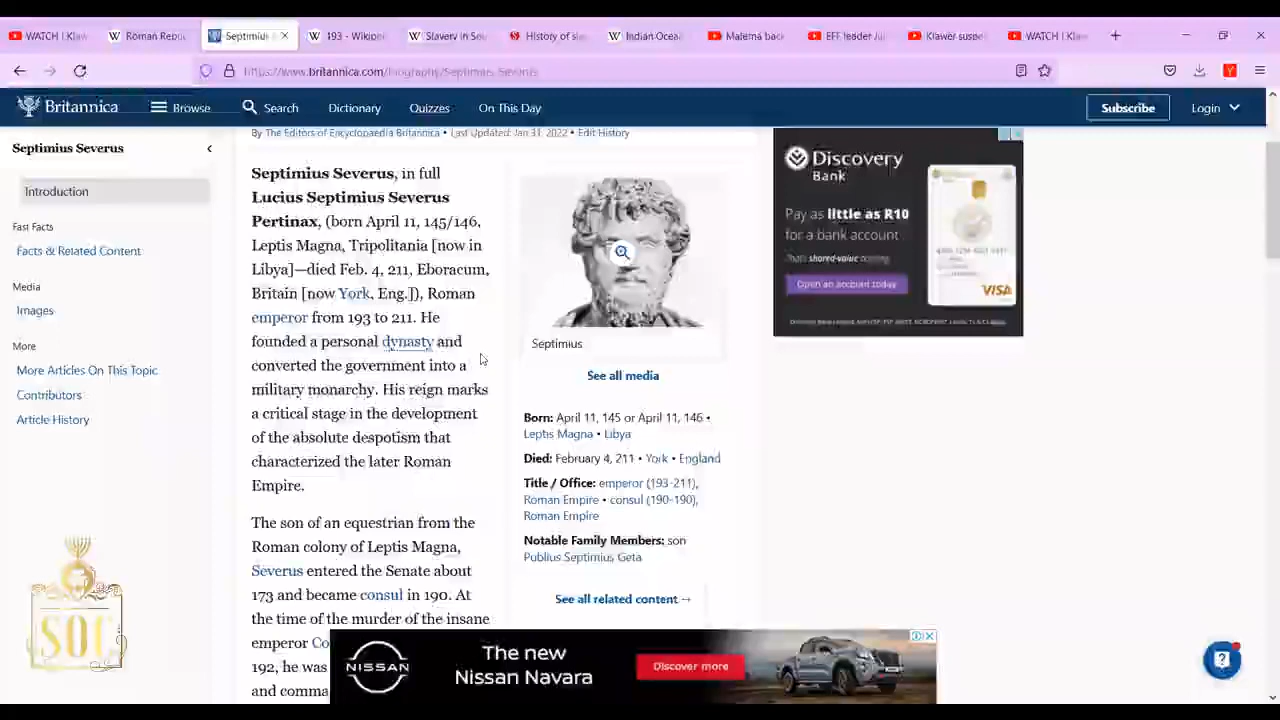 WATCH | Klaw
Roman Repu
Septimiu
193 - Wikipe
Slavery in Sou
History of sla
Indian Ocea
Malema back
EFF leader Jul
Klawer suspe
WATCH | Klaw
https://www.britannica.com/biography/Septimius-Severus
Britannica
Browse
Search
Dictionary
Quizzes
On This Day
Subscribe
Login
Septimius Severus
Introduction
Fast Facts
Facts & Related Content
Media
Images
More
More Articles On This Topic
Contributors
Article History
By The Editors of Encyclopaedia Britannica • Last Updated: Jan 31, 2022 • Edit History
Septimius Severus, in full
Lucius Septimius Severus
Pertinax, (born April 11, 145/146,
Leptis Magna, Tripolitania [now in
Libya]—died Feb. 4, 211, Eboracum,
Britain [now York, Eng.]), Roman
emperor from 193 to 211. He
founded a personal dynasty and
converted the government into a
military monarchy. His reign marks
a critical stage in the development
of the absolute despotism that
characterized the later Roman
Empire.
The son of an equestrian from the
Roman colony of Leptis Magna,
Severus entered the Senate about
173 and became consul in 190. At
the time of the murder of the insane
emperor Co
192, he was
and comma
Septimius
See all media
Born: April 11, 145 or April 11, 146 •
Leptis Magna • Libya
Died: February 4, 211 • York • England
Title / Office: emperor (193-211),
Roman Empire • consul (190-190),
Roman Empire
Notable Family Members: son
Publius Septimius Geta
See all related content →
Discovery
Bank
Pay as little as R10
for a bank account
That's shared-value banking
Open an account today
VISA
NISSAN
The new
Nissan Navara
Discover more
SOF